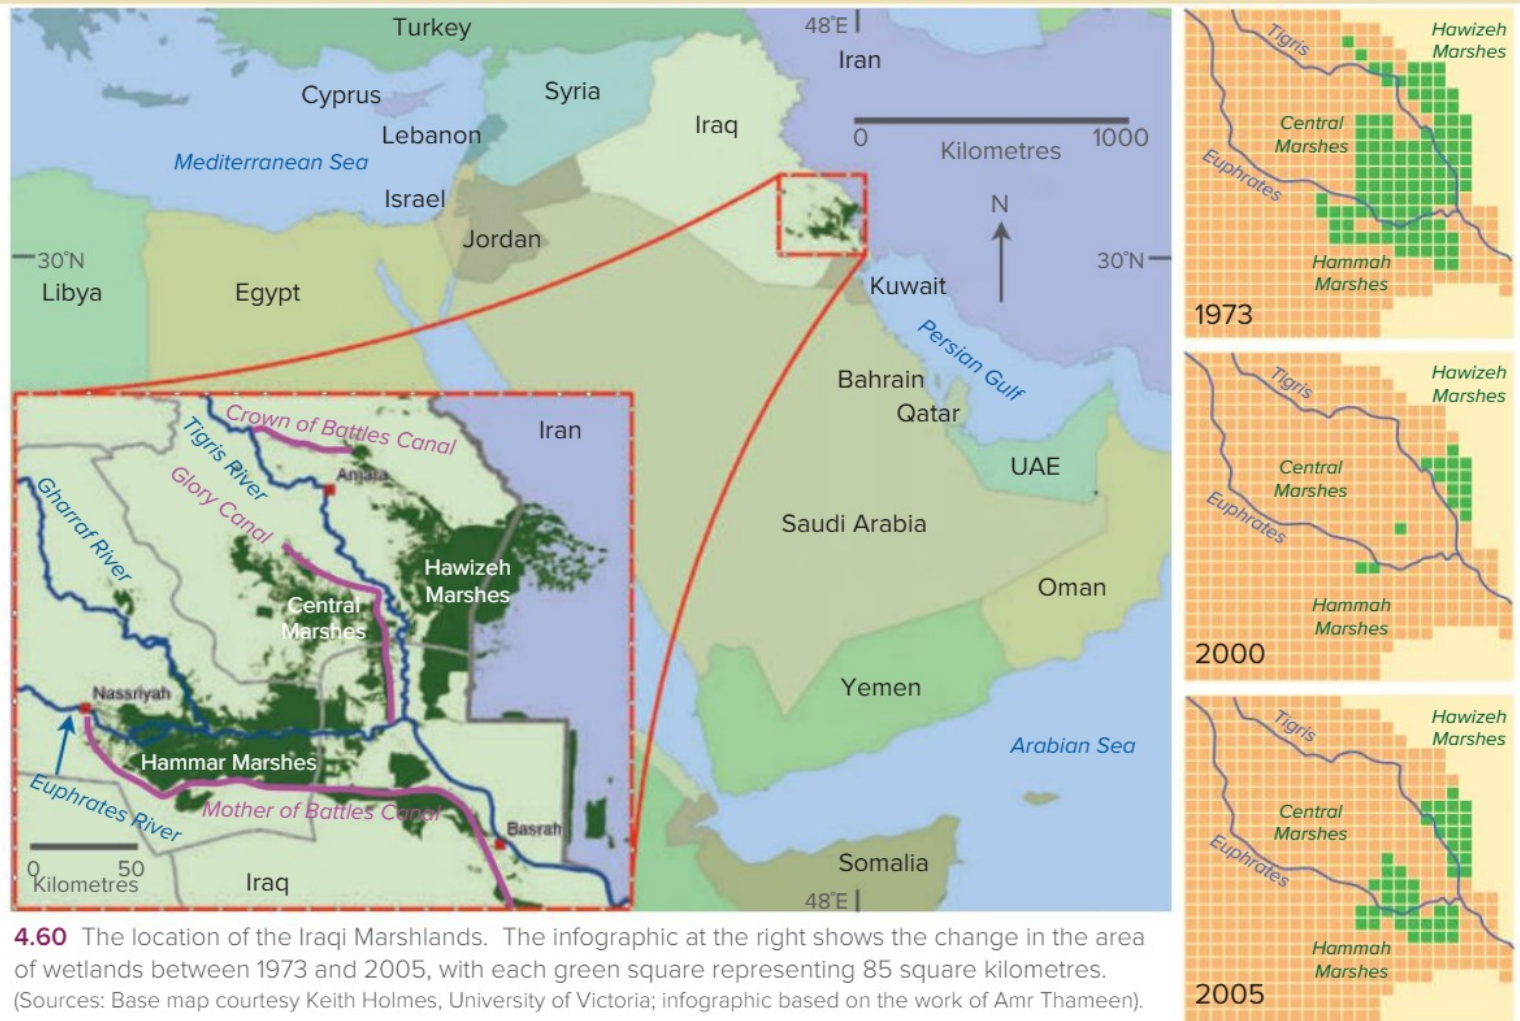 Turkey
48°E
Iran
Cyprus
Syria
Iraq
0 1000
Kilometres
Lebanon
Mediterranean Sea
Israel
Jordan
N
30°N
30°N
Libya
Egypt
Kuwait
Persian Gulf
Bahrain
Qatar
UAE
Saudi Arabia
Oman
Yemen
Arabian Sea
Somalia
48°E
Crown of Battles Canal
Iran
Tigris River
Amara
Glory Canal
Gharraf River
Hawizeh
Marshes
Central
Marshes
Nassriyah
Hammar Marshes
Euphrates River
Mother of Battles Canal
Basrah
0 50
Kilometres
Iraq
Tigris
Hawizeh
Marshes
Central
Marshes
Euphrates
Hammah
Marshes
1973
Tigris
Hawizeh
Marshes
Central
Marshes
Euphrates
Hammah
Marshes
2000
Tigris
Hawizeh
Marshes
Central
Marshes
Euphrates
Hammah
Marshes
2005
4.60 The location of the Iraqi Marshlands. The infographic at the right shows the change in the area
of wetlands between 1973 and 2005, with each green square representing 85 square kilometres.
(Sources: Base map courtesy Keith Holmes, University of Victoria; infographic based on the work of Amr Thameen).